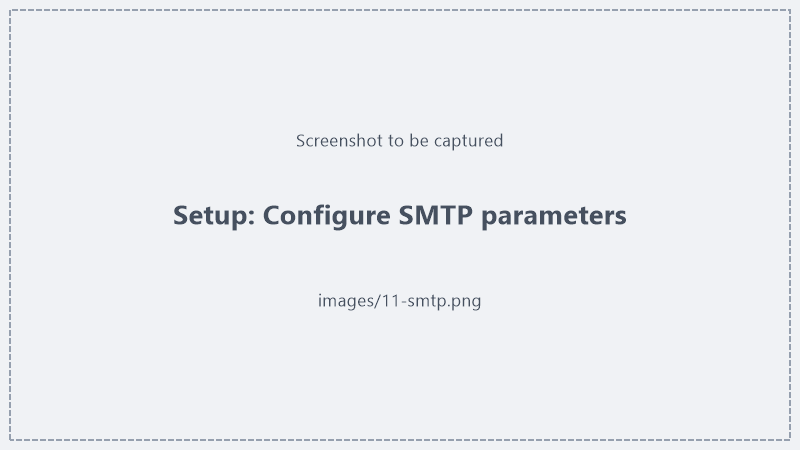 Screenshot to be captured
Setup: Configure SMTP parameters
images/11-smtp.png